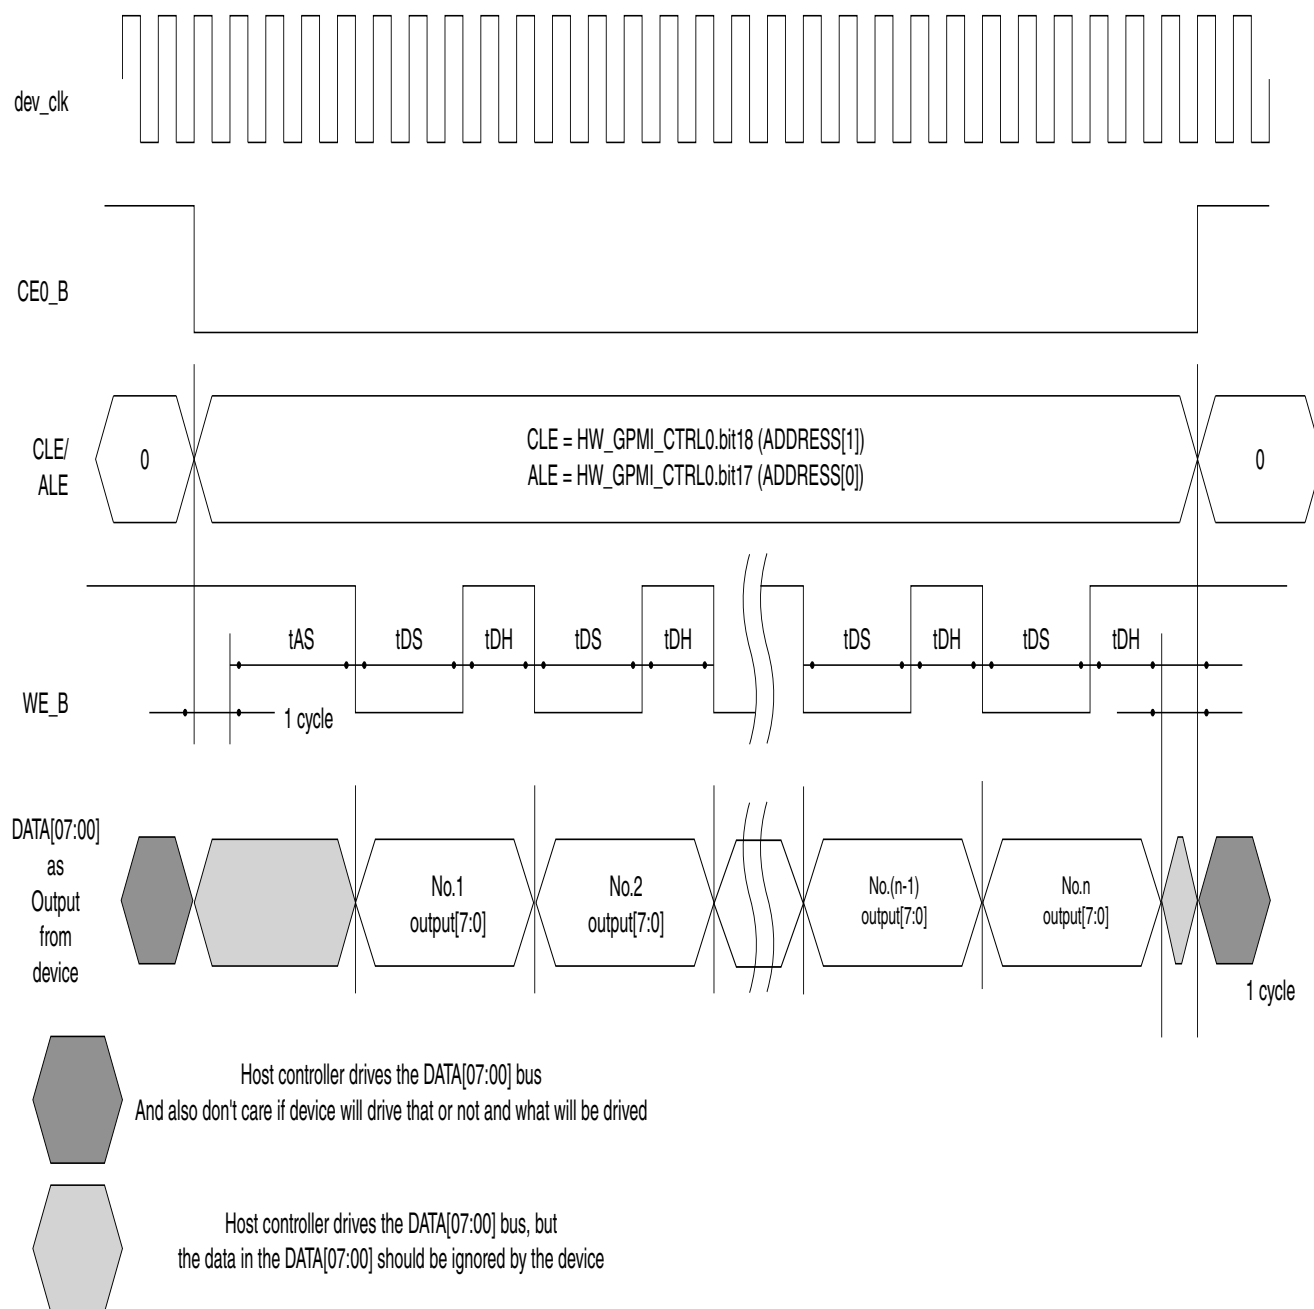 dev_clk
CE0_B
CLE/
ALE
0
CLE = HW_GPMI_CTRL0.bit18 (ADDRESS[1])
ALE = HW_GPMI_CTRL0.bit17 (ADDRESS[0])
0
tAS
tDS
tDH
tDS
tDH
tDS
tDH
tDS
tDH
WE_B
1 cycle
DATA[07:00]
as
Output
from
device
No.1
output[7:0]
No.2
output[7:0]
No.(n-1)
output[7:0]
No.n
output[7:0]
1 cycle
Host controller drives the DATA[07:00] bus
And also don't care if device will drive that or not and what will be drived
Host controller drives the DATA[07:00] bus, but
the data in the DATA[07:00] should be ignored by the device